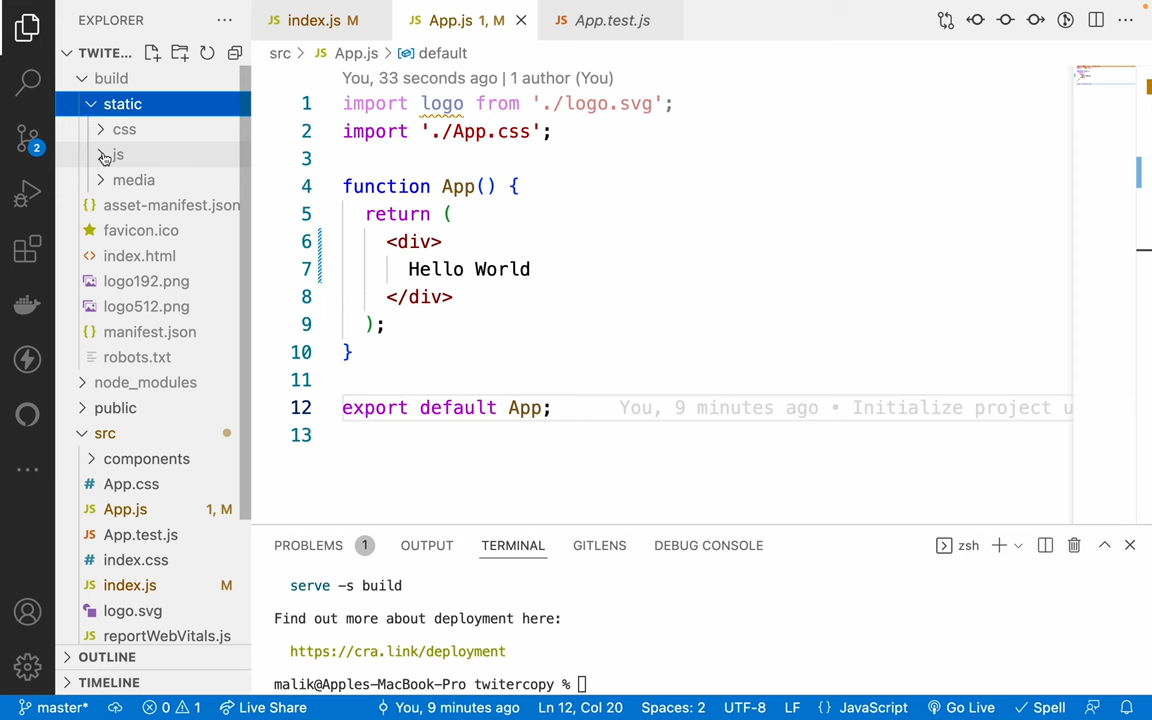 EXPLORER
TWITE...
build
static
css
js
media
asset-manifest.json
favicon.ico
index.html
logo192.png
logo512.png
manifest.json
robots.txt
node_modules
public
src
components
App.css
App.js 1, M
App.test.js
index.css
index.js M
logo.svg
reportWebVitals.js
OUTLINE
TIMELINE
2
JS index.js M
JS App.js 1, M
JS App.test.js
src > JS App.js > default
You, 33 seconds ago | 1 author (You)
1 import logo from './logo.svg';
2 import './App.css';
3
4 function App() {
5 return (
6 <div>
7 Hello World
8 </div>
9 );
10 }
11
12 export default App; You, 9 minutes ago • Initialize project u
13
PROBLEMS 1 OUTPUT TERMINAL GITLENS DEBUG CONSOLE zsh
serve -s build
Find out more about deployment here:
https://cra.link/deployment
malik@Apples-MacBook-Pro twitercopy %
master* 0 1 Live Share You, 9 minutes ago Ln 12, Col 20 Spaces: 2 UTF-8 LF {} JavaScript Go Live Spell